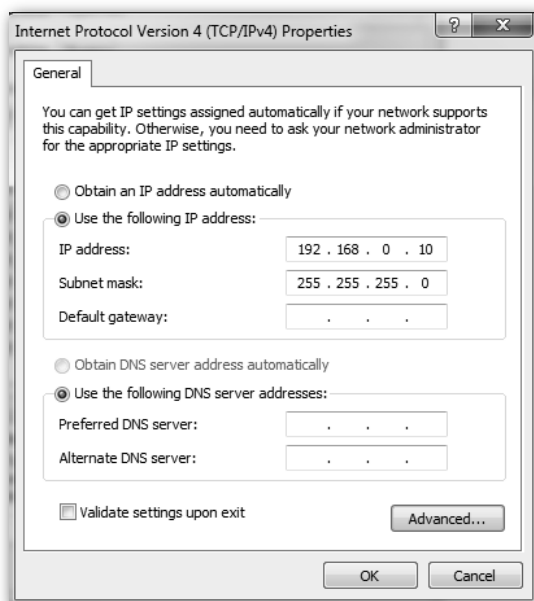 Internet Protocol Version 4 (TCP/IPv4) Properties
General
You can get IP settings assigned automatically if your network supports
this capability. Otherwise, you need to ask your network administrator
for the appropriate IP settings.
Obtain an IP address automatically
Use the following IP address:
IP address: 192 . 168 . 0 . 10
Subnet mask: 255 . 255 . 255 . 0
Default gateway: . . .
Obtain DNS server address automatically
Use the following DNS server addresses:
Preferred DNS server: . . .
Alternate DNS server: . . .
Validate settings upon exit
Advanced...
OK Cancel